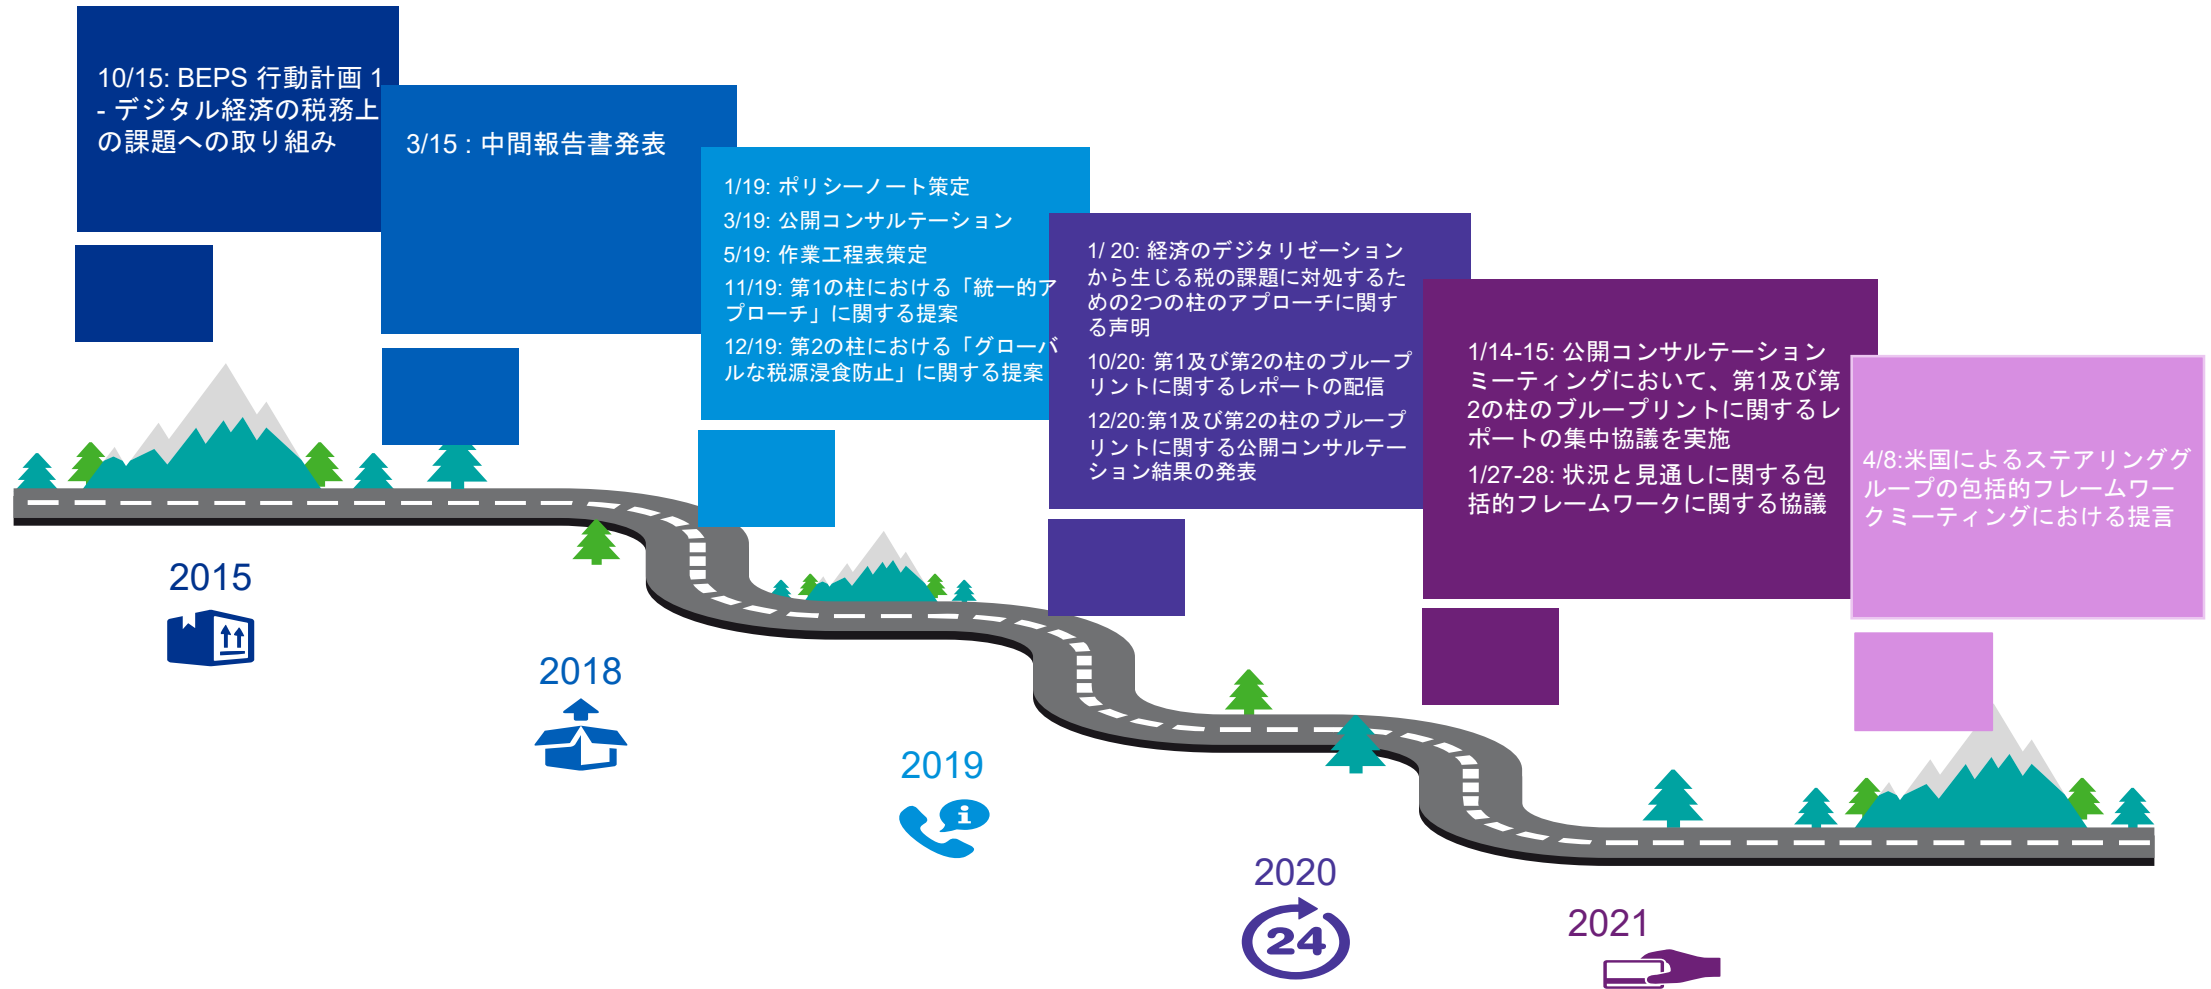 10/15: BEPS 行動計画 1
- デジタル経済の税務上
の課題への取り組み
3/15 : 中間報告書発表
1/19: ポリシーノート策定
3/19: 公開コンサルテーション
5/19: 作業工程表策定
11/19: 第1の柱における「統一的ア
プローチ」に関する提案
12/19: 第2の柱における「グローバ
ルな税源浸食防止」に関する提案
1/ 20: 経済のデジタリゼーション
から生じる税の課題に対処するた
めの2つの柱のアプローチに関す
る声明
10/20: 第1及び第2の柱のブループ
リントに関するレポートの配信
12/20:第1及び第2の柱のブループ
リントに関する公開コンサルテー
ション結果の発表
1/14-15: 公開コンサルテーション
ミーティングにおいて、第1及び第
2の柱のブループリントに関するレ
ポートの集中協議を実施
1/27-28: 状況と見通しに関する包
括的フレームワークに関する協議
4/8:米国によるステアリンググ
ループの包括的フレームワー
クミーティングにおける提言
2015
2018
2019
i
2020
24
2021